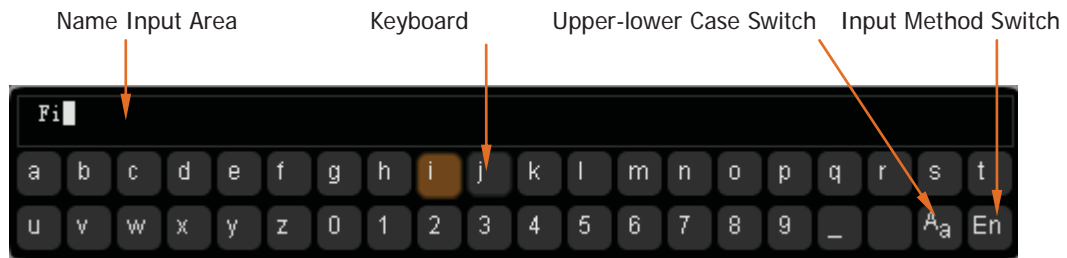 Name Input Area Keyboard Upper-lower Case Switch Input Method Switch
Fi
a b c d e f g h i j k l m n o p q r s t
u v w x y z 0 1 2 3 4 5 6 7 8 9 _ Aa En